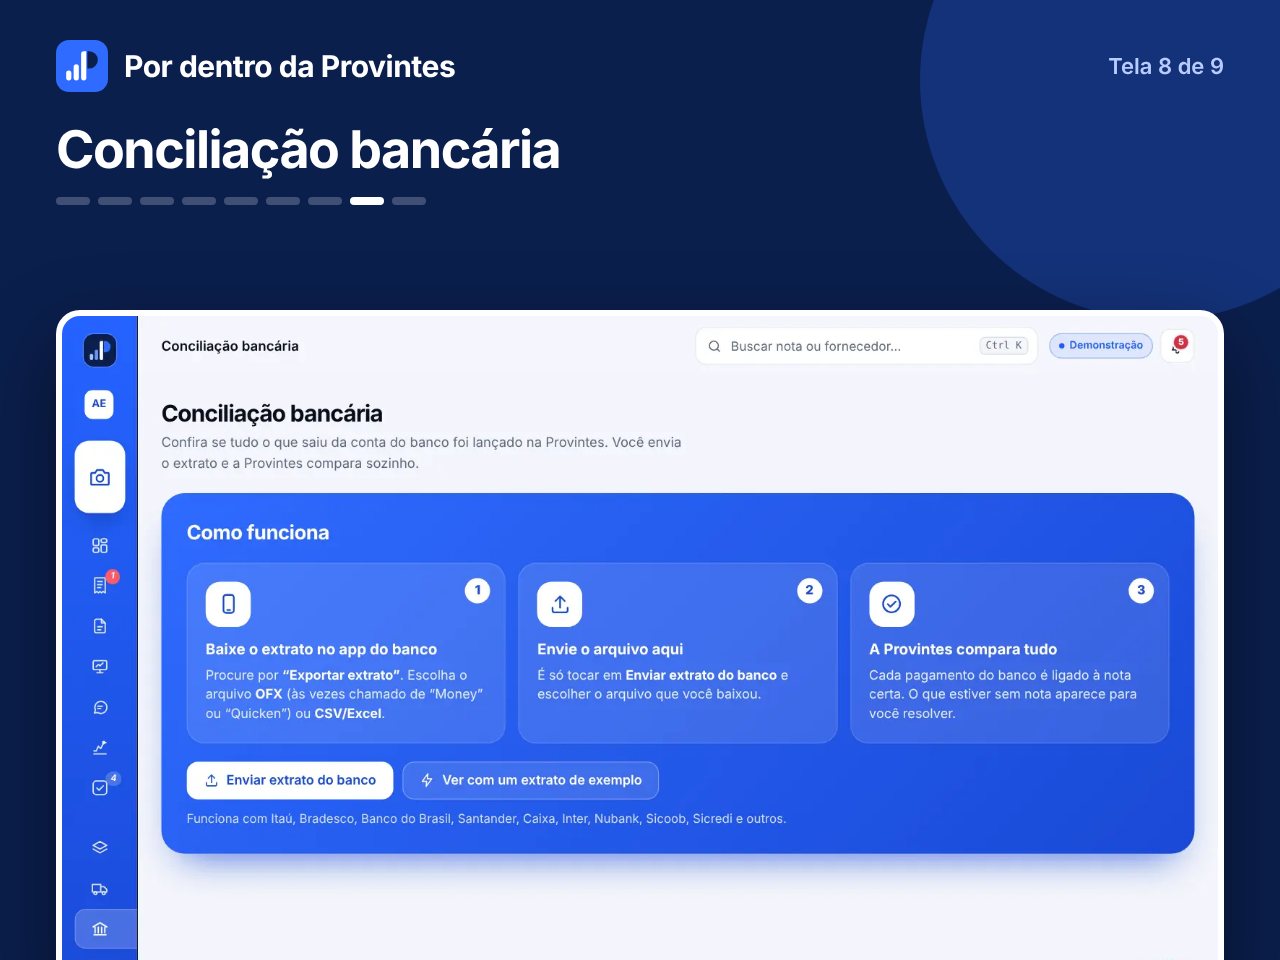 Por dentro da Provintes
Tela 8 de 9
Conciliação bancária
Conciliação bancária
Buscar nota ou fornecedor...
Ctrl K
Demonstração
5
AE
1
4
Conciliação bancária
Confira se tudo o que saiu da conta do banco foi lançado na Provintes. Você envia
o extrato e a Provintes compara sozinho.
Como funciona
1
Baixe o extrato no app do banco
Procure por “Exportar extrato”. Escolha o
arquivo OFX (às vezes chamado de “Money”
ou “Quicken”) ou CSV/Excel.
2
Envie o arquivo aqui
É só tocar em Enviar extrato do banco e
escolher o arquivo que você baixou.
3
A Provintes compara tudo
Cada pagamento do banco é ligado à nota
certa. O que estiver sem nota aparece para
você resolver.
Enviar extrato do banco
Ver com um extrato de exemplo
Funciona com Itaú, Bradesco, Banco do Brasil, Santander, Caixa, Inter, Nubank, Sicoob, Sicredi e outros.